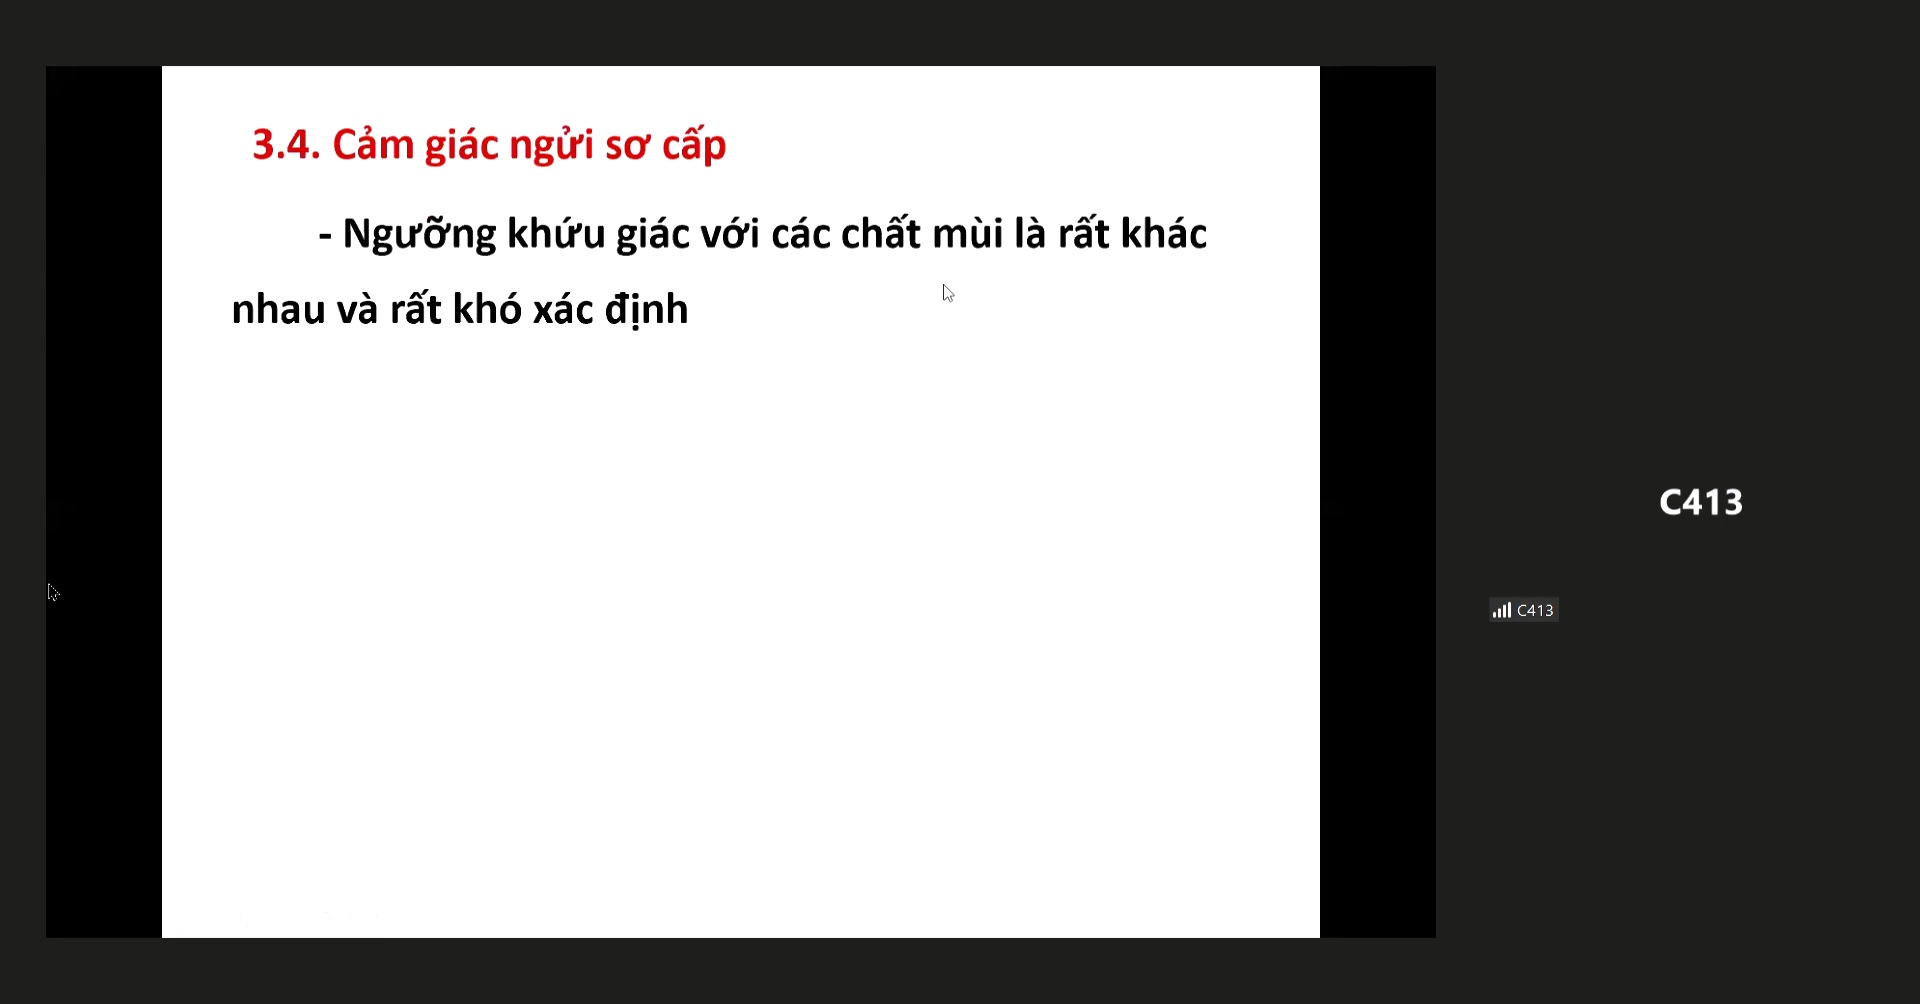 3.4. Cảm giác ngửi sơ cấp
- Ngưỡng khứu giác với các chất mùi là rất khác
nhau và rất khó xác định
C413
C413